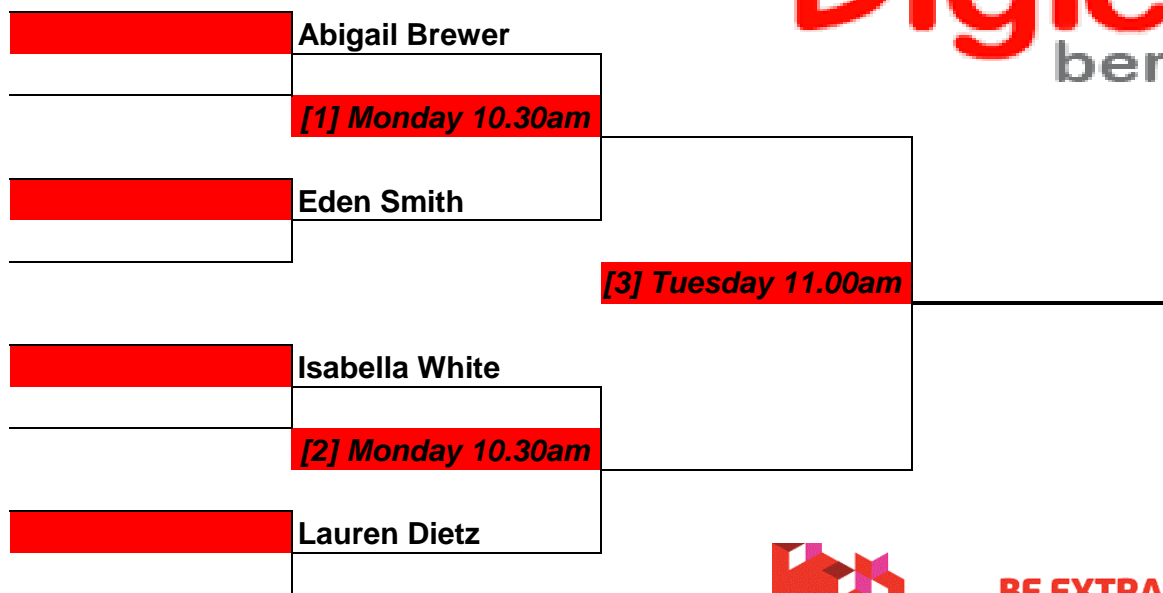 Abigail Brewer
[1] Monday 10.30am
Eden Smith
[3] Tuesday 11.00am
Isabella White
[2] Monday 10.30am
Lauren Dietz